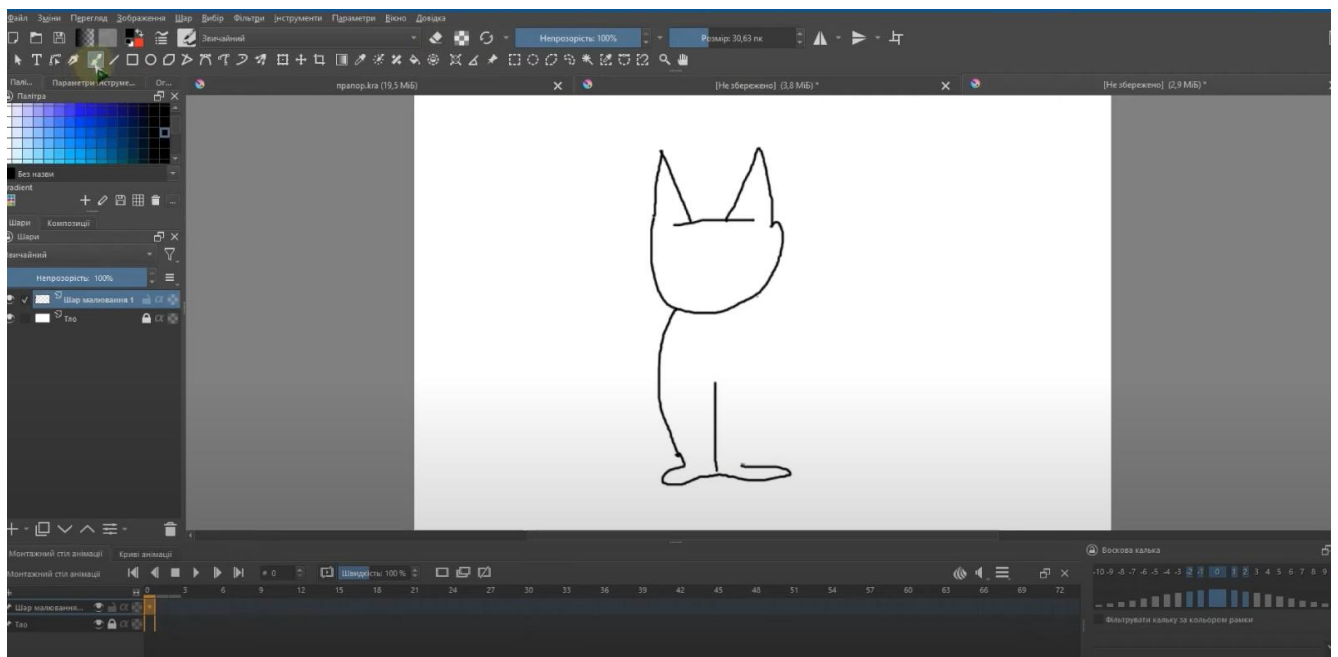 Файл Зміни Перегляд Зображення Шар Вибір Фільтри Інструменти Параметри Вікно Довідка
Звичайний
Непрозорість: 100%
Розмір: 30,63 пк
Палі... Параметри Ог...
прапор.kra (19,5 МіБ)
[Не збережено] (3,8 МіБ) *
[Не збережено] (2,9 МіБ) *
Палітра
Без назви
Шари Композиції
Шари
Непрозорість: 100%
Шар малювання 1
Тло
Монтажний стіл анімації Криві анімації
Монтажний стіл анімації
# 0
Швидкість: 100 %
0 3 6 9 12 15 18 21 24 27 30 33 36 39 42 45 48 51 54 57 60 63 66 69 72
Шар малювання...
Тло
Воскова калька
-10 -9 -8 -7 -6 -5 -4 -3 -2 -1 0 1 2 3 4 5 6 7 8 9
Фільтрувати кальку за кольором рамки